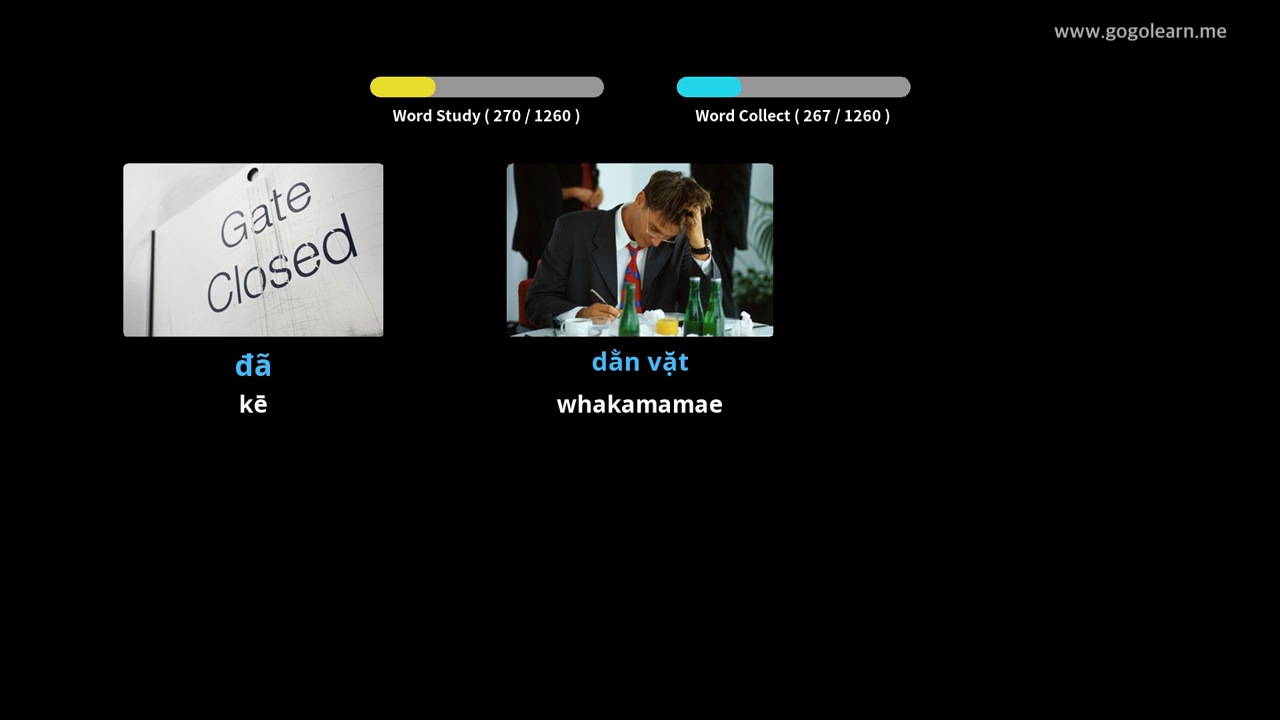 www.gogolearn.me
Word Study ( 270 / 1260 )
Word Collect ( 267 / 1260 )
Gate
Closed
đã
kē
dằn vặt
whakamamae